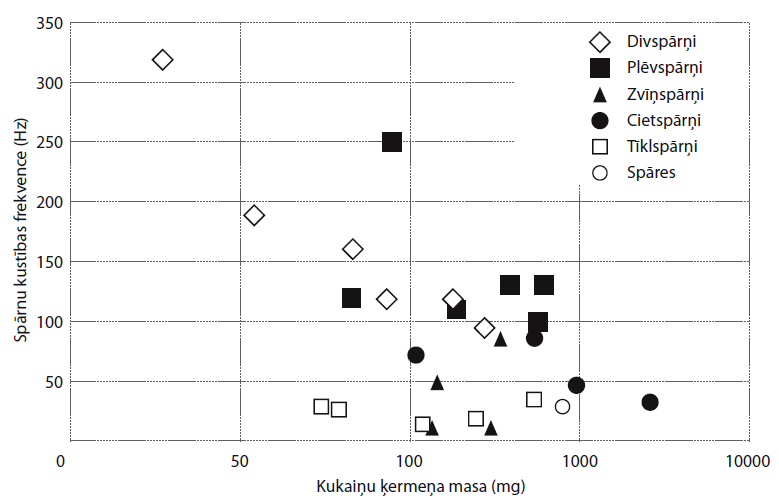 350
300
250
200
150
100
50
Spārnu kustības frekvence (Hz)
Divspārņi
Plēvspārņi
Zvīņspārņi
Cietspārņi
Tīklspārņi
Spāres
0 50 100 1000 10000
Kukaiņu ķermeņa masa (mg)